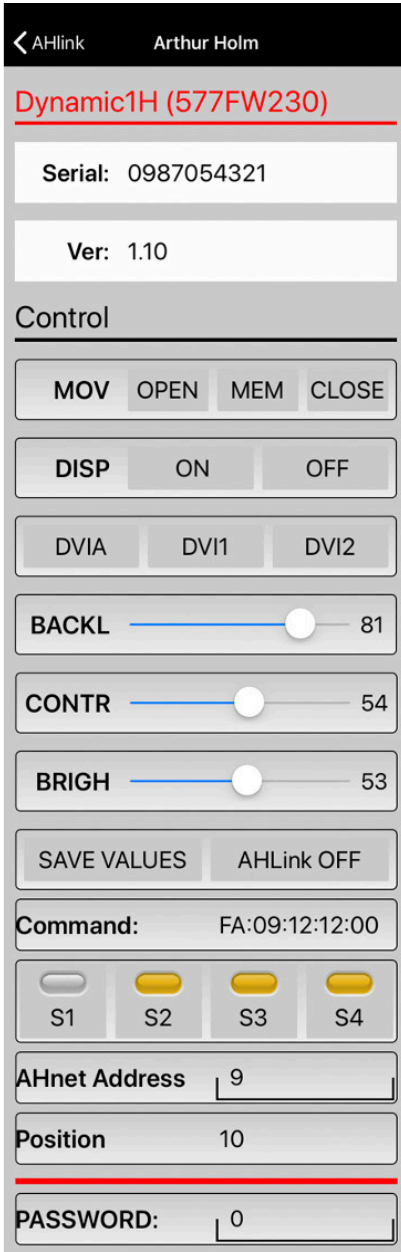 AHlink Arthur Holm
Dynamic1H (577FW230)
Serial: 0987054321
Ver: 1.10
Control
MOV OPEN MEM CLOSE
DISP ON OFF
DVIA DVI1 DVI2
BACKL 81
CONTR 54
BRIGH 53
SAVE VALUES AHLink OFF
Command: FA:09:12:12:00
S1 S2 S3 S4
AHnet Address 9
Position 10
PASSWORD: 0